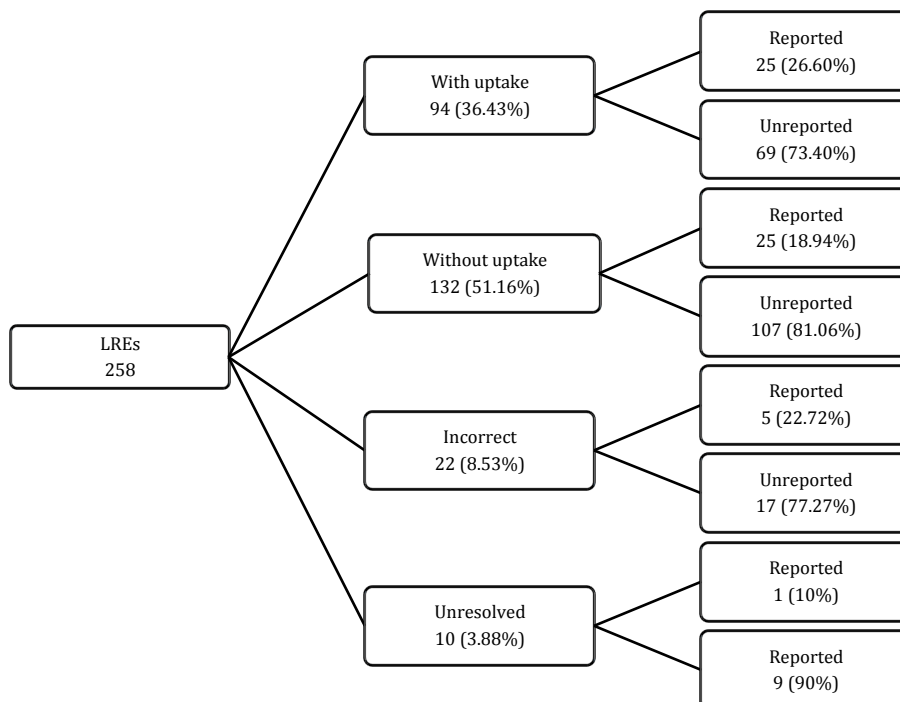 LREs
258
With uptake
94 (36.43%)
Reported
25 (26.60%)
Unreported
69 (73.40%)
Without uptake
132 (51.16%)
Reported
25 (18.94%)
Unreported
107 (81.06%)
Incorrect
22 (8.53%)
Reported
5 (22.72%)
Unreported
17 (77.27%)
Unresolved
10 (3.88%)
Reported
1 (10%)
Reported
9 (90%)